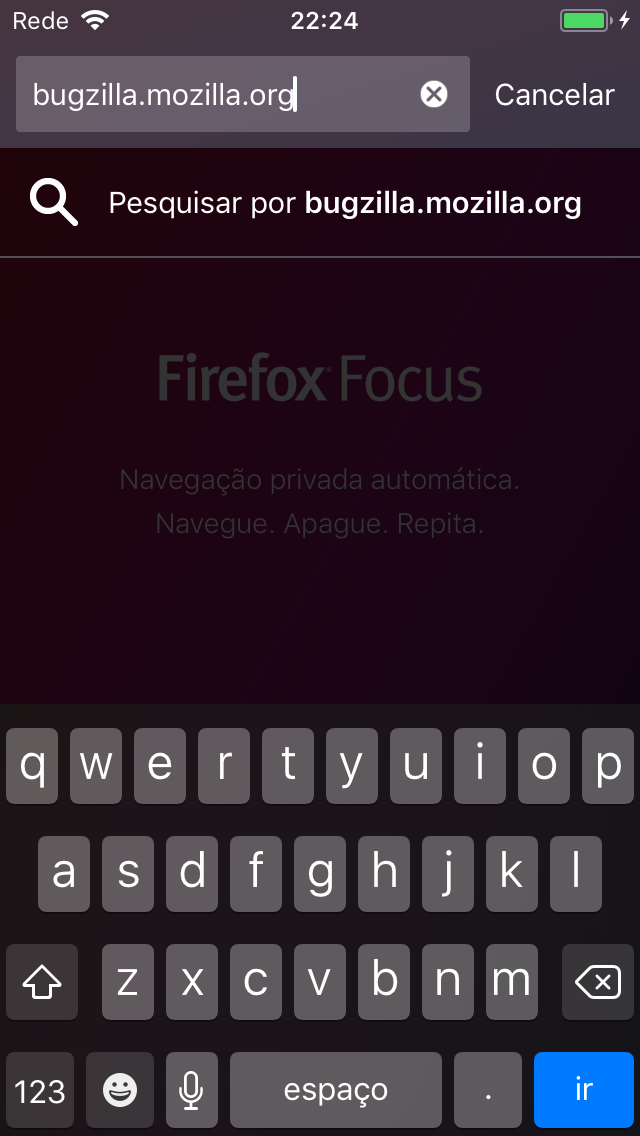 Rede 22:24
bugzilla.mozilla.org Cancelar
Pesquisar por bugzilla.mozilla.org
Firefox Focus
Navegação privada automática.
Navegue. Apague. Repita.
q w e r t y u i o p
a s d f g h j k l
z x c v b n m
123 espaço . ir